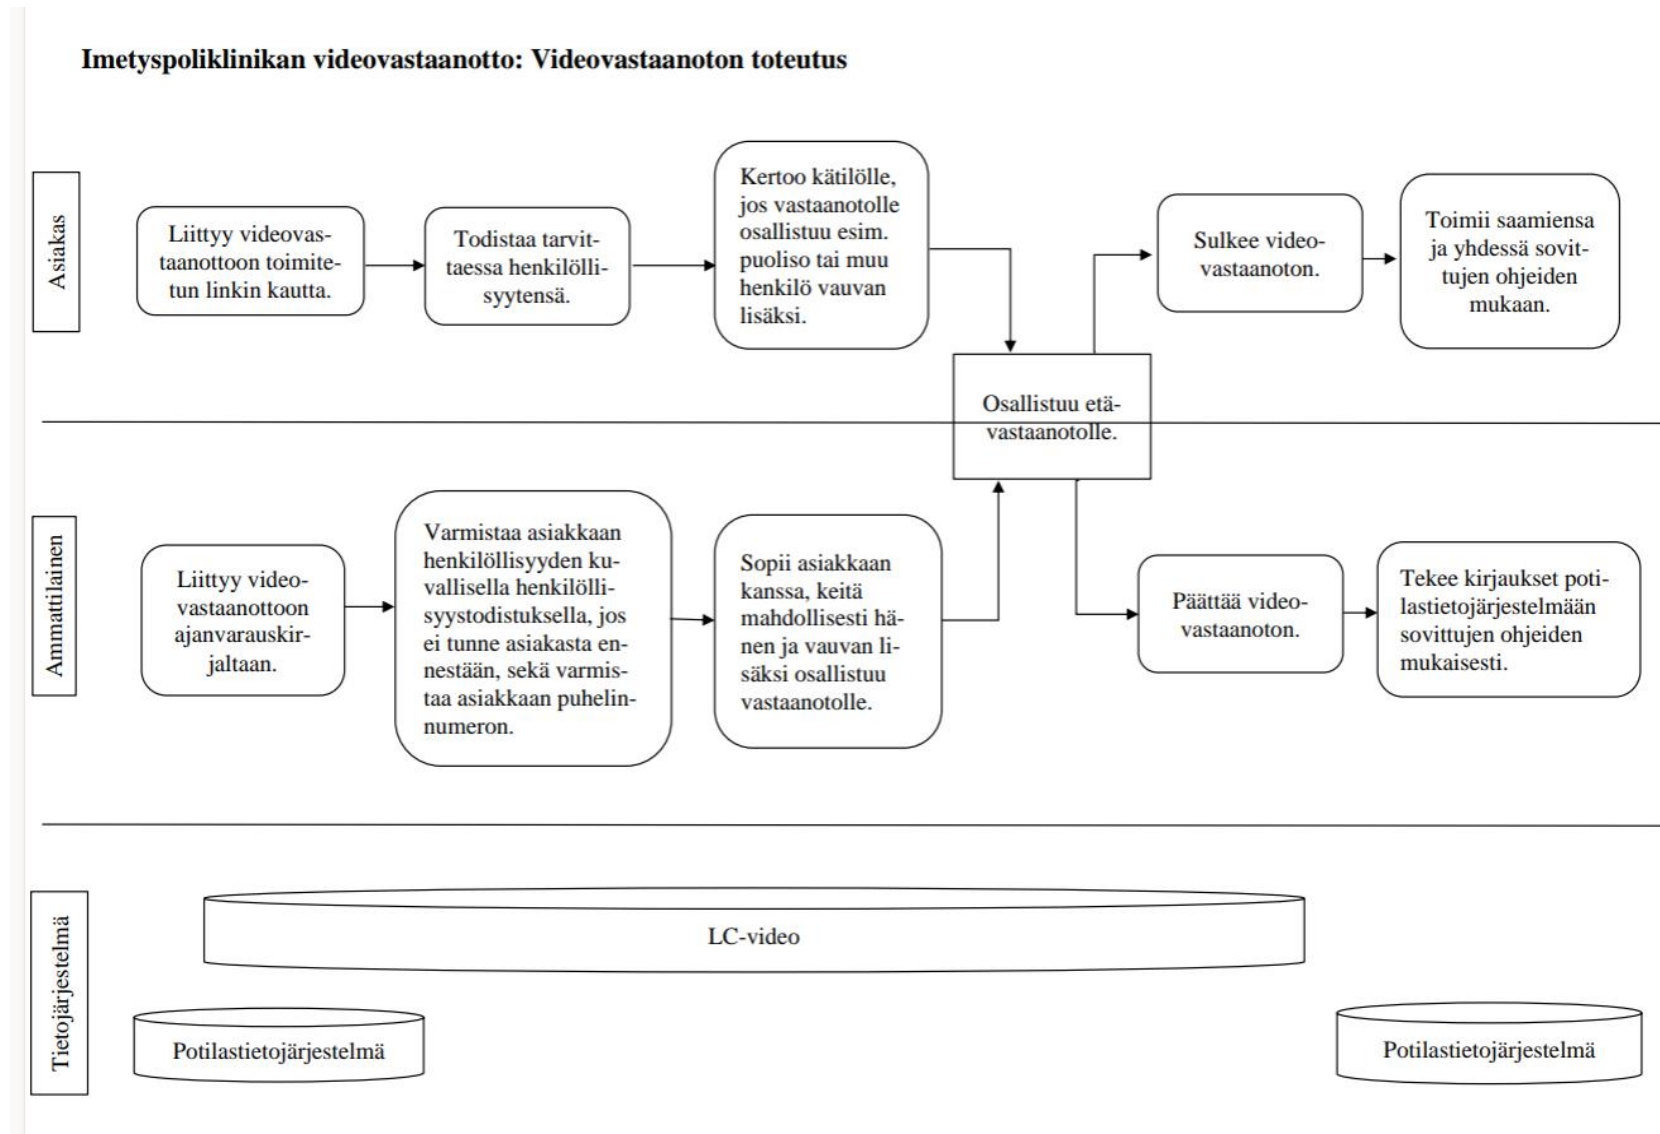 Imetyspoliklinikan videovastaanotto: Videovastaanoton toteutus
Asiakas
Liittyy videovas-
taanottoon toimite-
tun linkin kautta.
Todistaa tarvit-
taessa henkilölli-
syytensä.
Kertoo kätilölle,
jos vastaanotolle
osallistuu esim.
puoliso tai muu
henkilö vauvan
lisäksi.
Osallistuu etä-
vastaanotolle.
Sulkee video-
vastaanoton.
Toimii saamiensa
ja yhdessä sovit-
tujen ohjeiden
mukaan.
Ammattilainen
Liittyy video-
vastaanottoon
ajanvarauskir-
jaltaan.
Varmistaa asiakkaan
henkilöllisyyden ku-
vallisella henkilölli-
syystodistuksella, jos
ei tunne asiakasta en-
nestään, sekä varmis-
taa asiakkaan puhelin-
numeron.
Sopii asiakkaan
kanssa, keitä
mahdollisesti hä-
nen ja vauvan li-
säksi osallistuu
vastaanotolle.
Päättää video-
vastaanoton.
Tekee kirjaukset poti-
lastietojärjestelmään
sovittujen ohjeiden
mukaisesti.
Tietojärjestelmä
LC-video
Potilastietojärjestelmä
Potilastietojärjestelmä